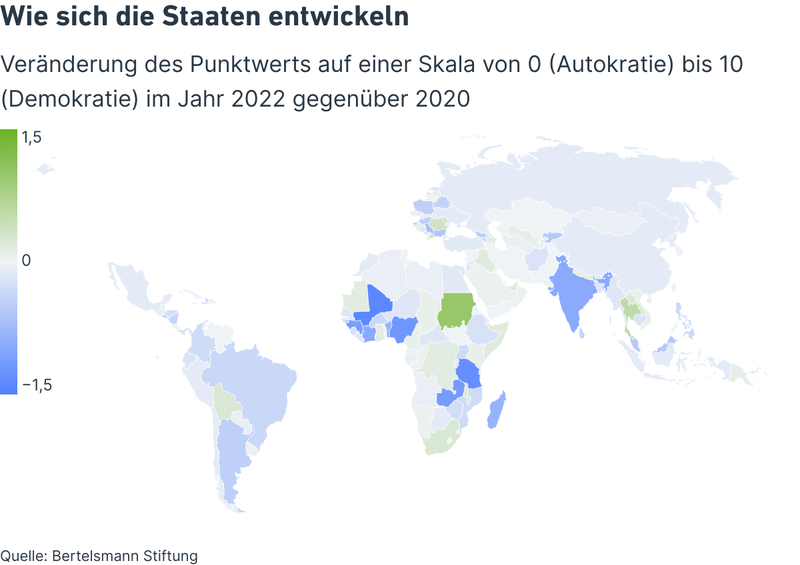 Wie sich die Staaten entwickeln
Veränderung des Punktwerts auf einer Skala von 0 (Autokratie) bis 10
(Demokratie) im Jahr 2022 gegenüber 2020
1,5
0
−1,5
Quelle: Bertelsmann Stiftung